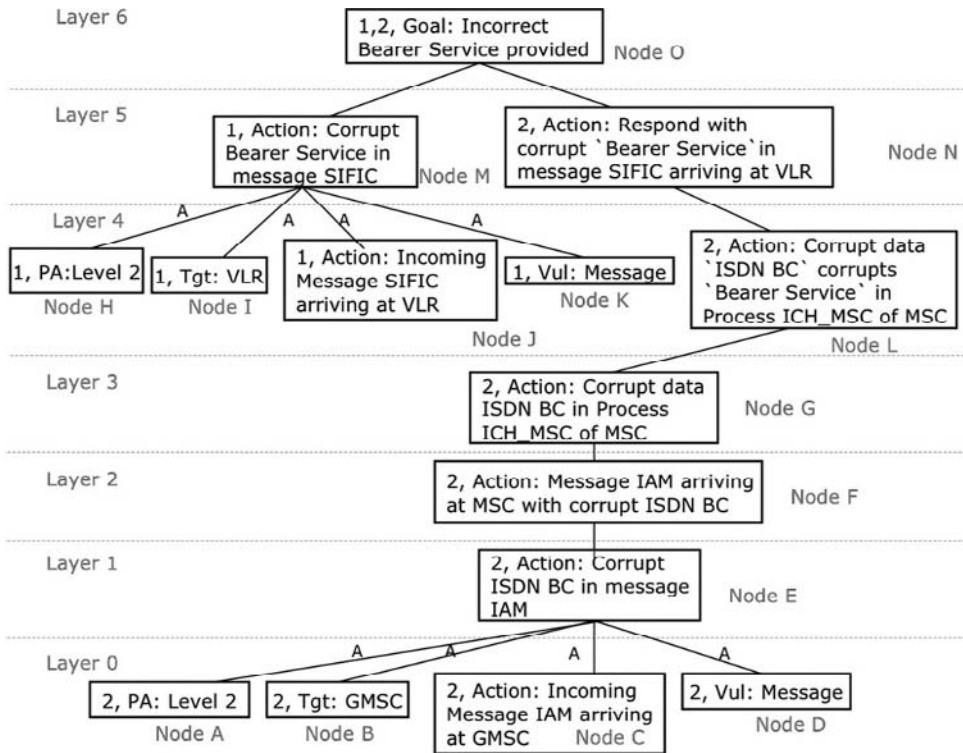 Layer 6
1,2, Goal: Incorrect
Bearer Service provided
Node O
Layer 5
1, Action: Corrupt
Bearer Service in
message SIFIC
Node M
2, Action: Respond with
corrupt `Bearer Service`in
message SIFIC arriving at VLR
Node N
Layer 4
A
A
A
A
1, PA:Level 2
Node H
1, Tgt: VLR
Node I
1, Action: Incoming
Message SIFIC
arriving at VLR
Node J
1, Vul: Message
Node K
2, Action: Corrupt data
`ISDN BC` corrupts
`Bearer Service` in
Process ICH_MSC of MSC
Node L
Layer 3
2, Action: Corrupt data
ISDN BC in Process
ICH_MSC of MSC
Node G
Layer 2
2, Action: Message IAM arriving
at MSC with corrupt ISDN BC
Node F
Layer 1
2, Action: Corrupt
ISDN BC in message
IAM
Node E
Layer 0
A
A
A
A
2, PA: Level 2
Node A
2, Tgt: GMSC
Node B
2, Action: Incoming
Message IAM arriving
at GMSC
Node C
2, Vul: Message
Node D